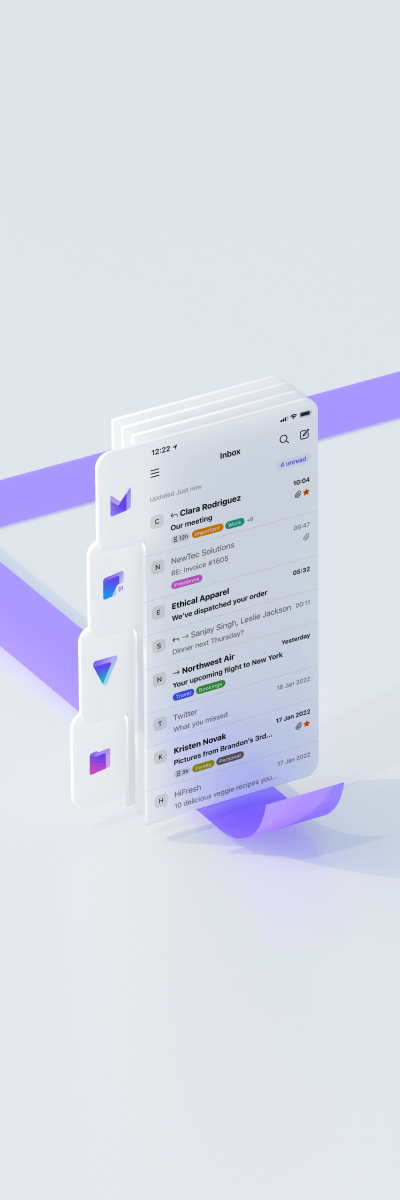 12:22
Inbox
4 unread
Updated Just now
C
Clara Rodriguez
10:04
Our meeting
12h Important Work +9
N
NewTec Solutions
09:47
RE: Invoice #1605
Freelance
E
Ethical Apparel
05:32
We've dispatched your order
S
Singay Singh, Leslie Jackson
00:11
Dinner next Thursday?
N
Northwest Air
Yesterday
Your upcoming flight to New York
Travel Bookings
T
Twitter
18 Jan 2022
What you missed
K
Kristen Novak
17 Jan 2022
Pictures from Brandon's 3rd...
3h Family Personal
H
HiFresh
17 Jan 2022
10 delicious veggie recipes you...
31